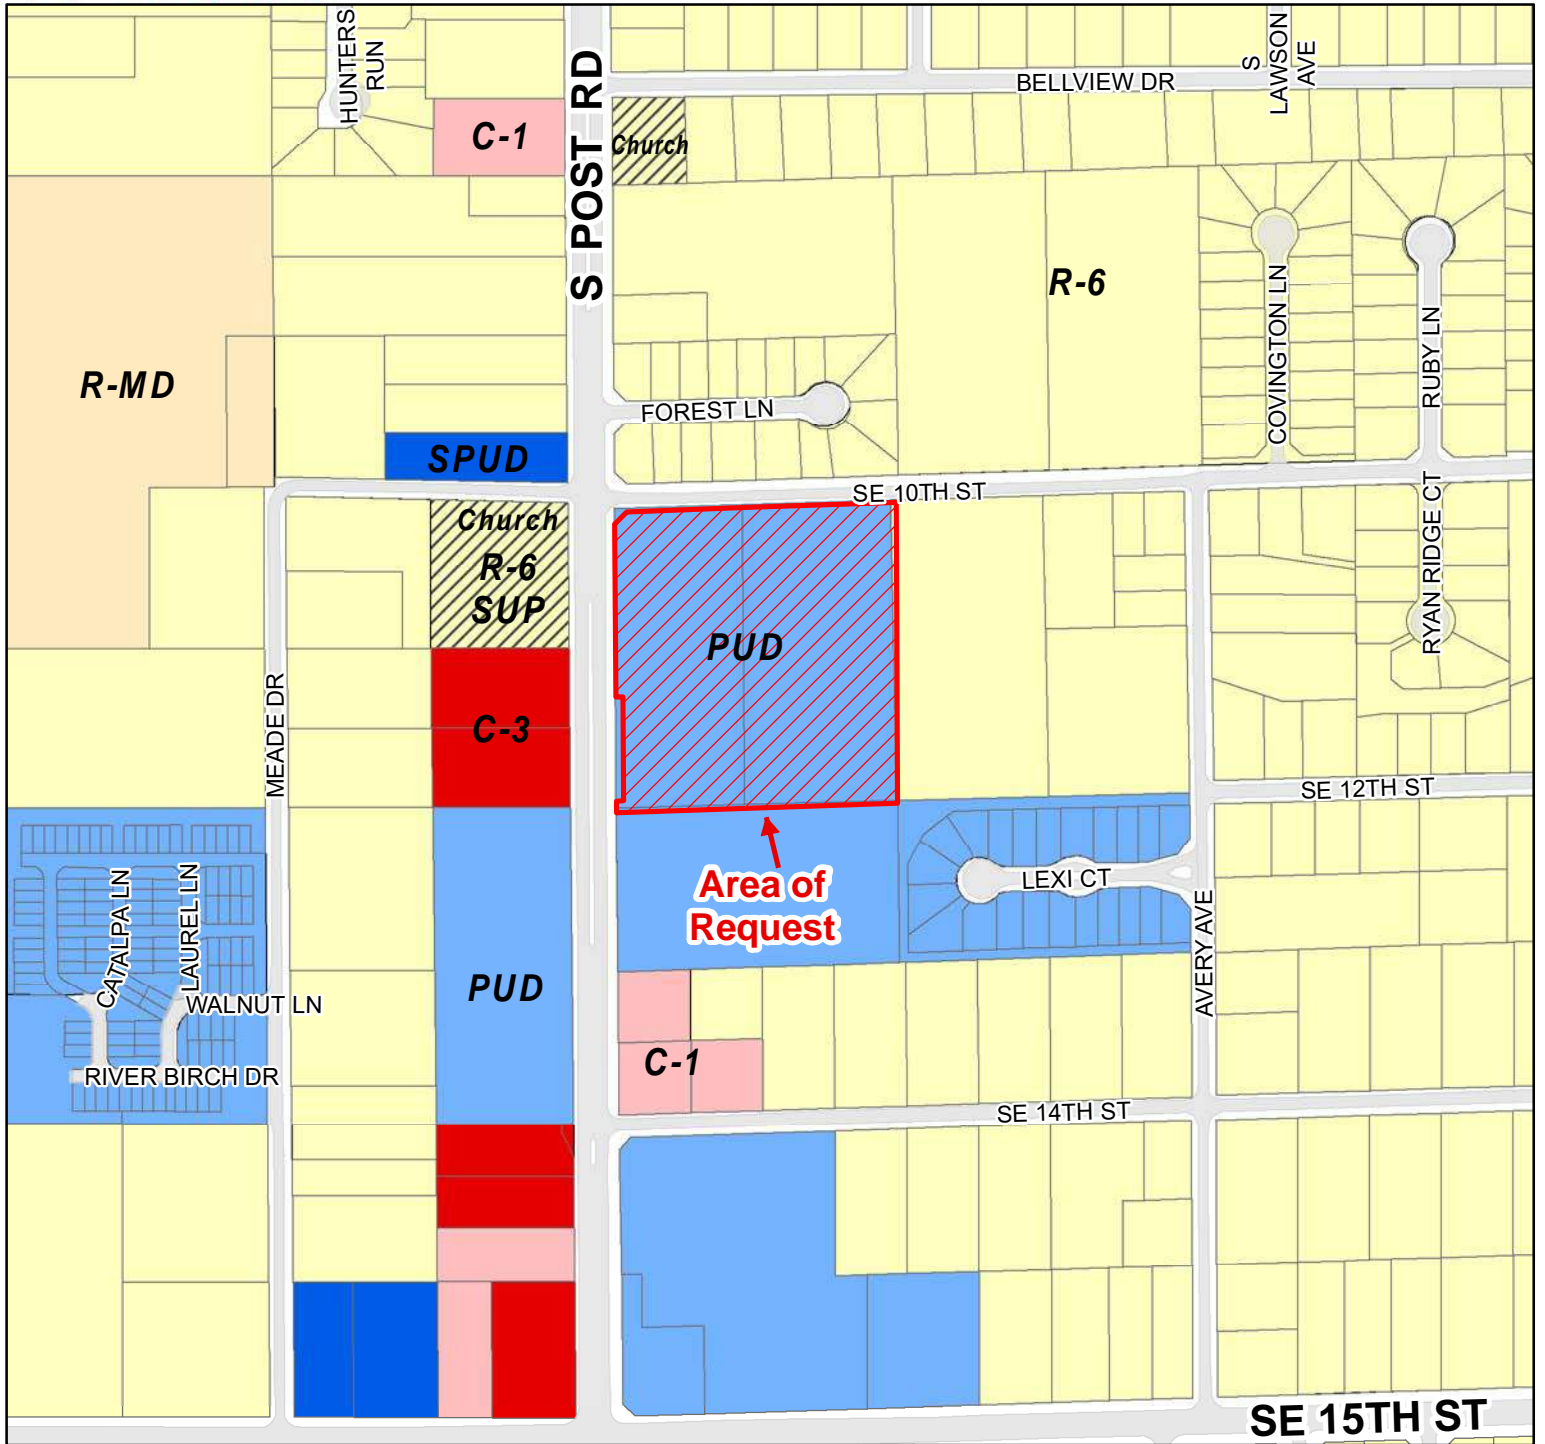 HUNTERS
RUN
S POST RD
S
LAWSON
AVE
BELLVIEW DR
C-1
Church
R-6
COVINGTON LN
RUBY LN
R-MD
FOREST LN
SPUD
SE 10TH ST
Church
R-6
SUP
RYAN RIDGE CT
PUD
MEADE DR
C-3
SE 12TH ST
Area of
Request
LEXI CT
CATALPA LN
LAUREL LN
AVERY AVE
PUD
WALNUT LN
C-1
RIVER BIRCH DR
SE 14TH ST
SE 15TH ST